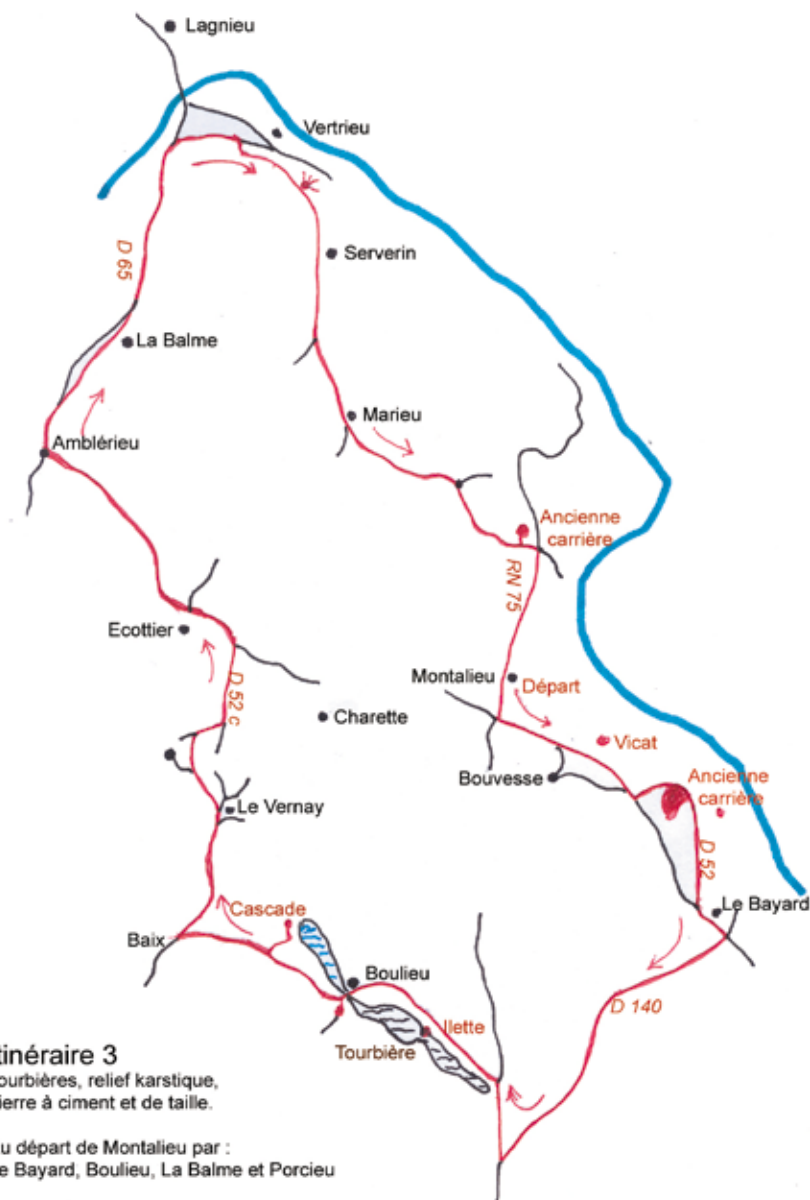 Lagnieu
Vertrieu
Serverin
D 65
La Balme
Marieu
Amblérieu
Ancienne
carrière
RN 75
Ecottier
Montalieu
Départ
D 52 c
Charette
Vicat
Bouvesse
Ancienne
carrière
Le Vernay
D 52
Le Bayard
Cascade
Baix
Boulieu
D 140
Ilette
Tourbière
tinéraire 3
ourbières, relief karstique,
ierre à ciment et de taille.
u départ de Montalieu par :
e Bayard, Boulieu, La Balme et Porcieu